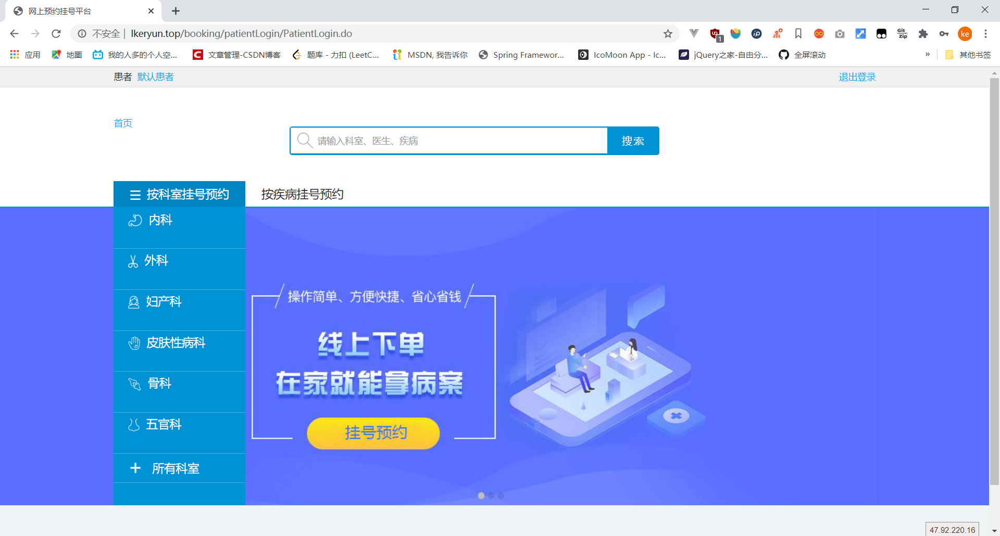 网上预约挂号平台
不安全 | lkeryun.top/booking/patientLogin/PatientLogin.do
1
Git
Zip
ke
应用
地圖
我的人多的个人空...
文章管理-CSDN博客
题库 - 力扣 (LeetC...
MSDN, 我告诉你
Spring Framewor...
IcoMoon App - Ic...
jQuery之家-自由分...
全屏滚动
»
其他书签
患者 默认患者
退出登录
首页
请输入科室、医生、疾病
搜索
按科室挂号预约
按疾病挂号预约
内科
外科
妇产科
皮肤性病科
骨科
五官科
所有科室
操作简单、方便快捷、省心省钱
线上下单
在家就能拿病案
挂号预约
47.92.220.16